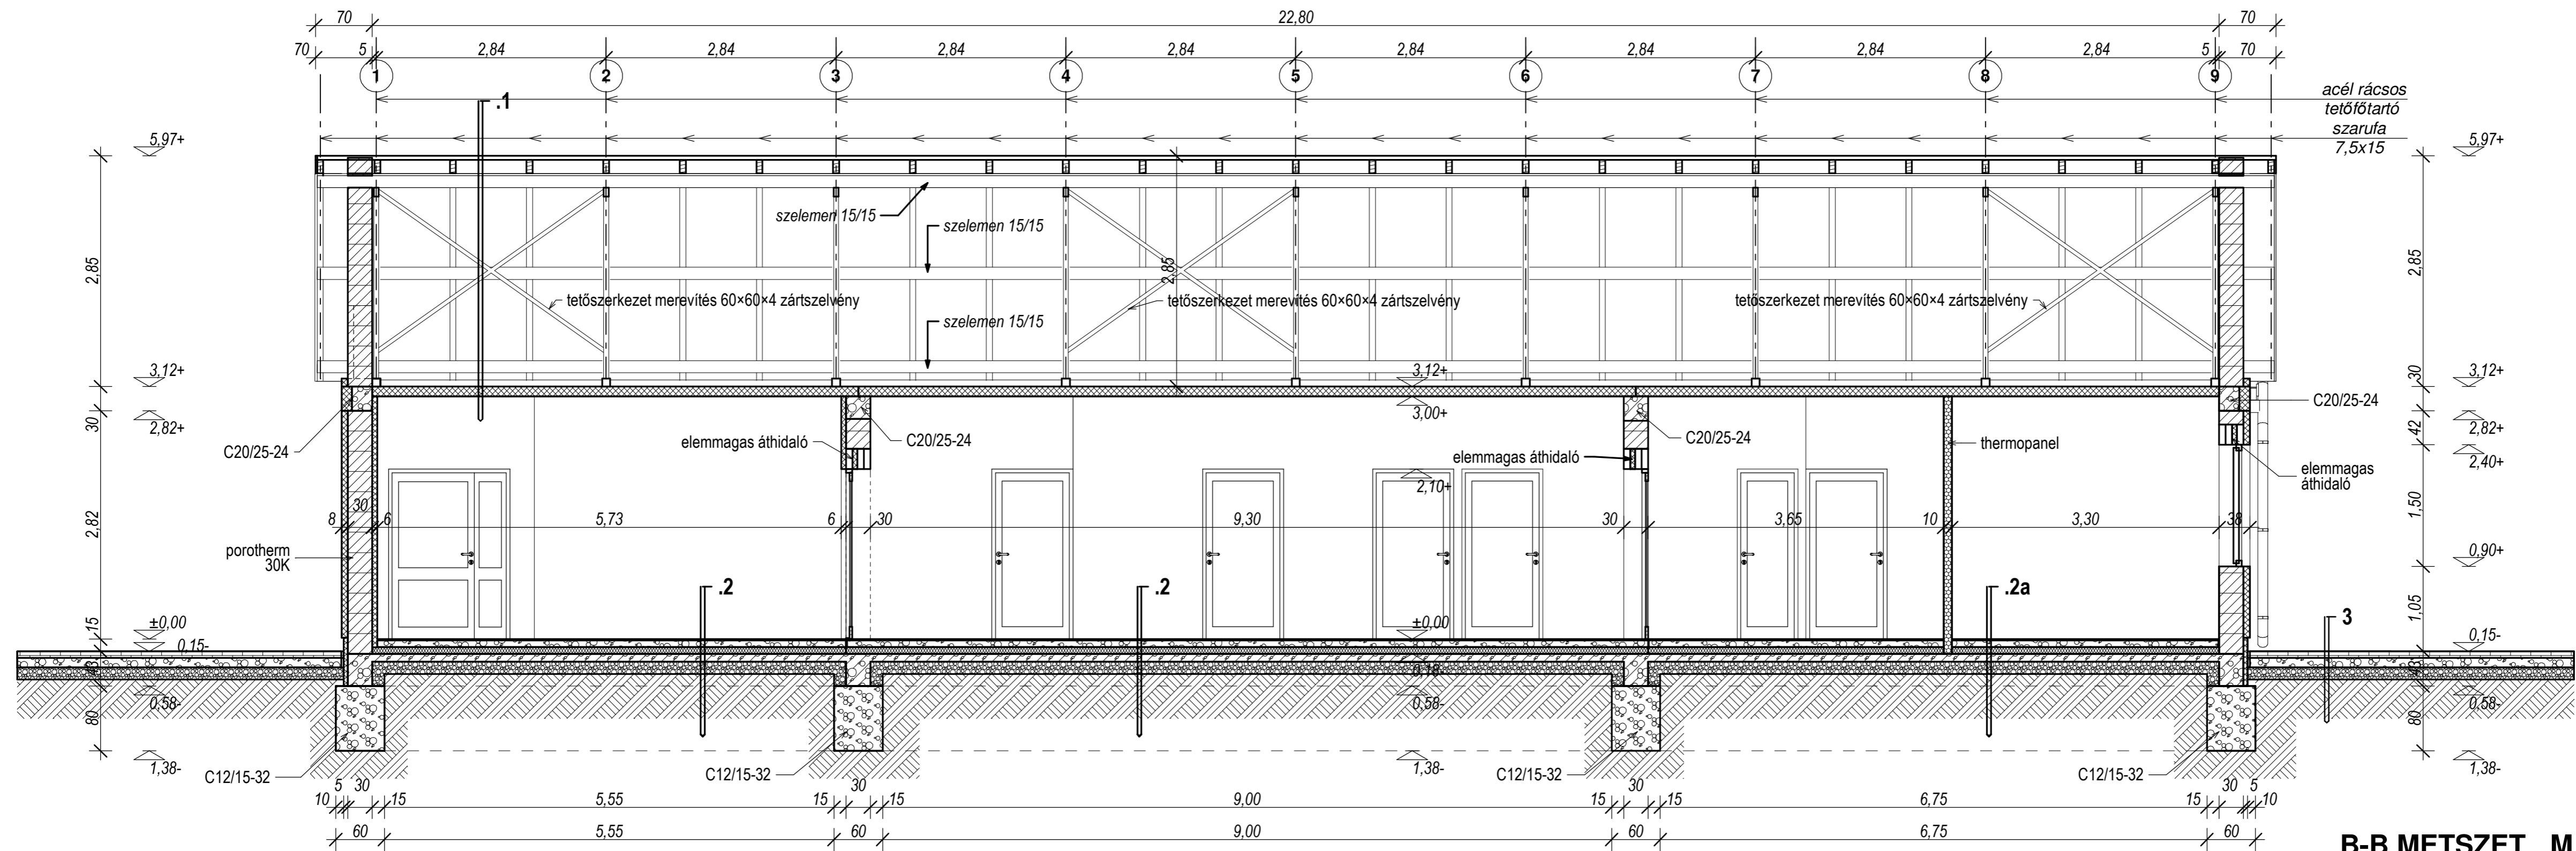 70 22,80 70
70 5 2,84 2,84 2,84 2,84 2,84 2,84 2,84 2,84 5 70
1 2 3 4 5 6 7 8 9
acél rácsos
tetőfőtartó
szarufa
7,5x15
.1
5,97+ 5,97+
szelemen 15/15
szelemen 15/15
2,85 2,85 2,85
tetőszerkezet merevítés 60×60×4 zártszelvény tetőszerkezet merevítés 60×60×4 zártszelvény tetőszerkezet merevítés 60×60×4 zártszelvény
szelemen 15/15
3,12+ 3,12+ 30 3,12+
3,00+
C20/25-24
30 2,82+ 42 2,82+
C20/25-24 elemmagas áthidaló C20/25-24 elemmagas áthidaló C20/25-24 thermopanel
2,40+
elemmagas
áthidaló
2,10+
8 30 6 5,73 6 30 9,30 30 3,65 10 3,30 38
2,82 1,50
porotherm
30K
0,90+
.2 .2 .2a 3
15 ±0,00 ±0,00 1,05
0,15- 0,15-
43 0,18- 43
0,58- 0,58- 0,58-
80 80
1,38- 1,38- 1,38-
C12/15-32 C12/15-32 C12/15-32 C12/15-32
10 5 30 15 5,55 15 30 15 9,00 15 30 15 6,75 15 30 5 10
60 5,55 60 9,00 60 6,75 60
B-B METSZET M